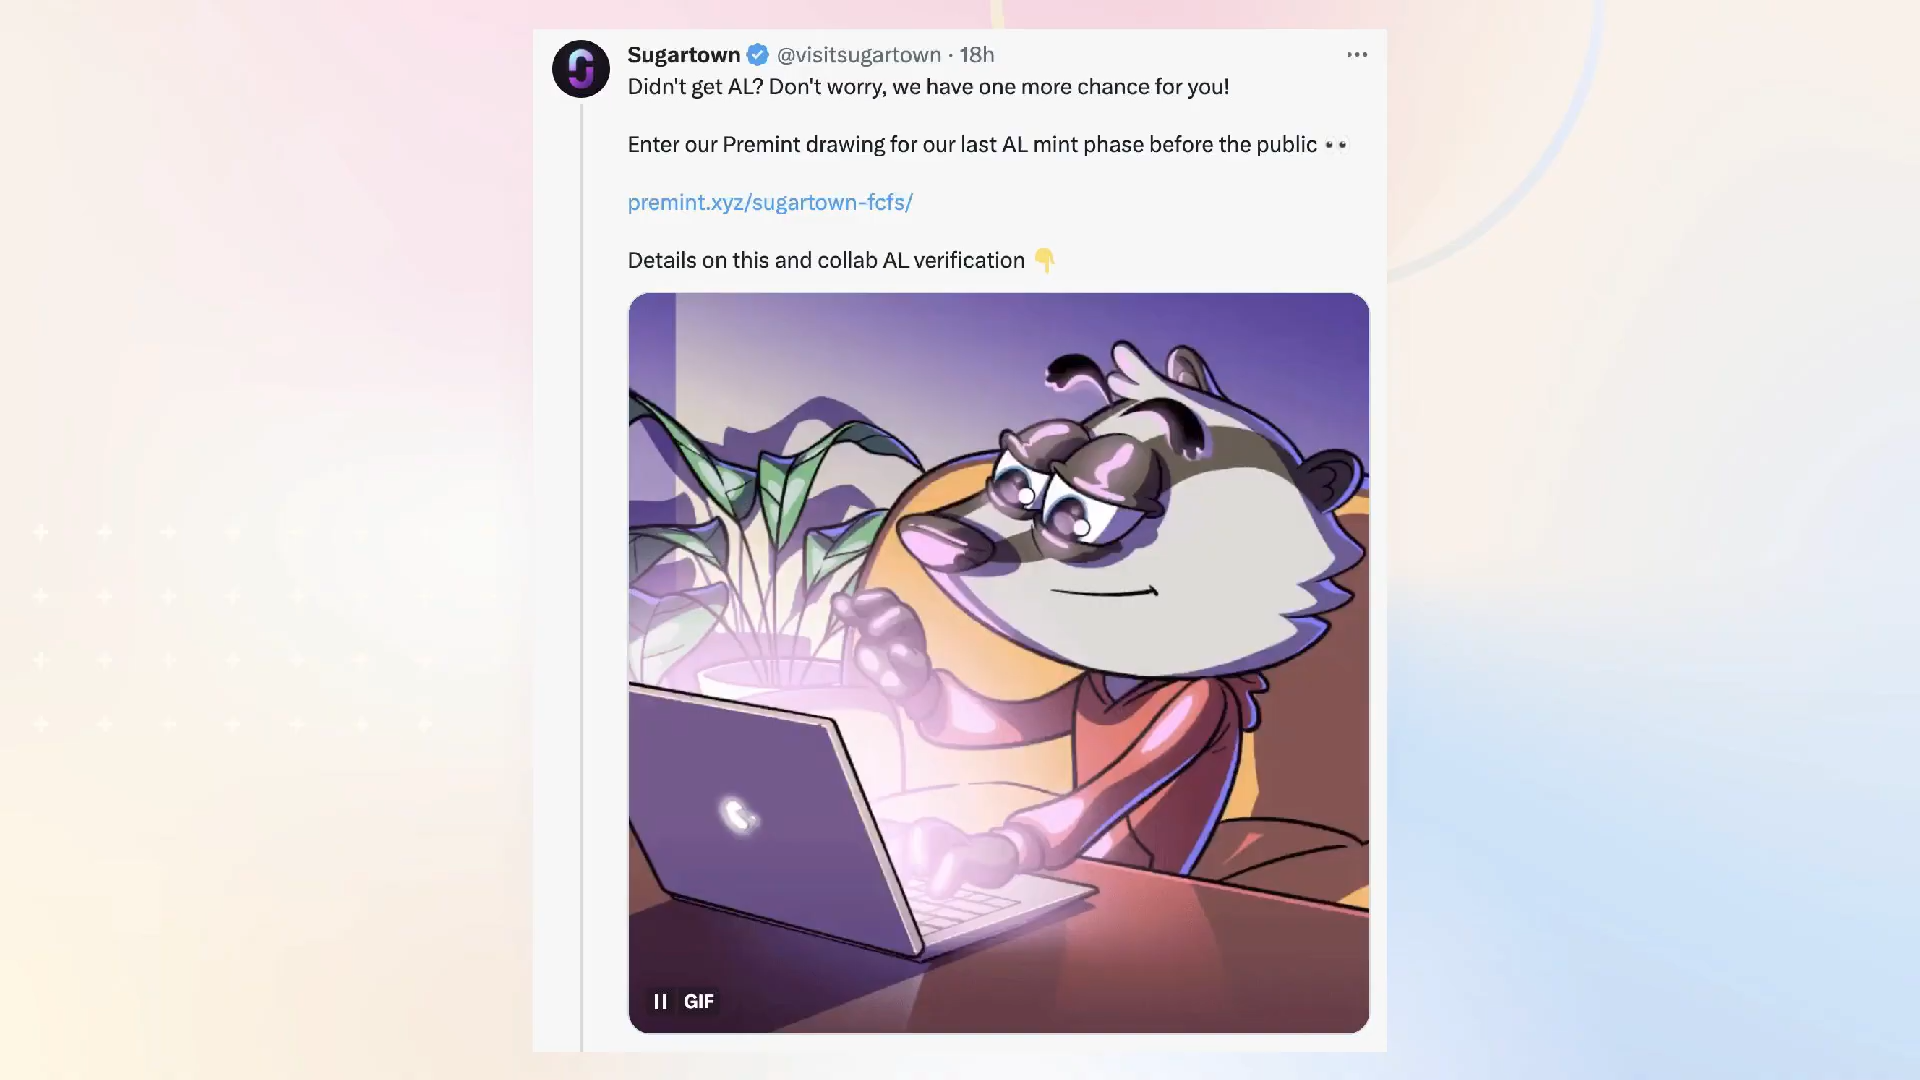 Sugartown @visitsugartown · 18h
Didn't get AL? Don't worry, we have one more chance for you!
Enter our Premint drawing for our last AL mint phase before the public 👀
premint.xyz/sugartown-fcfs/
Details on this and collab AL verification 👇
GIF